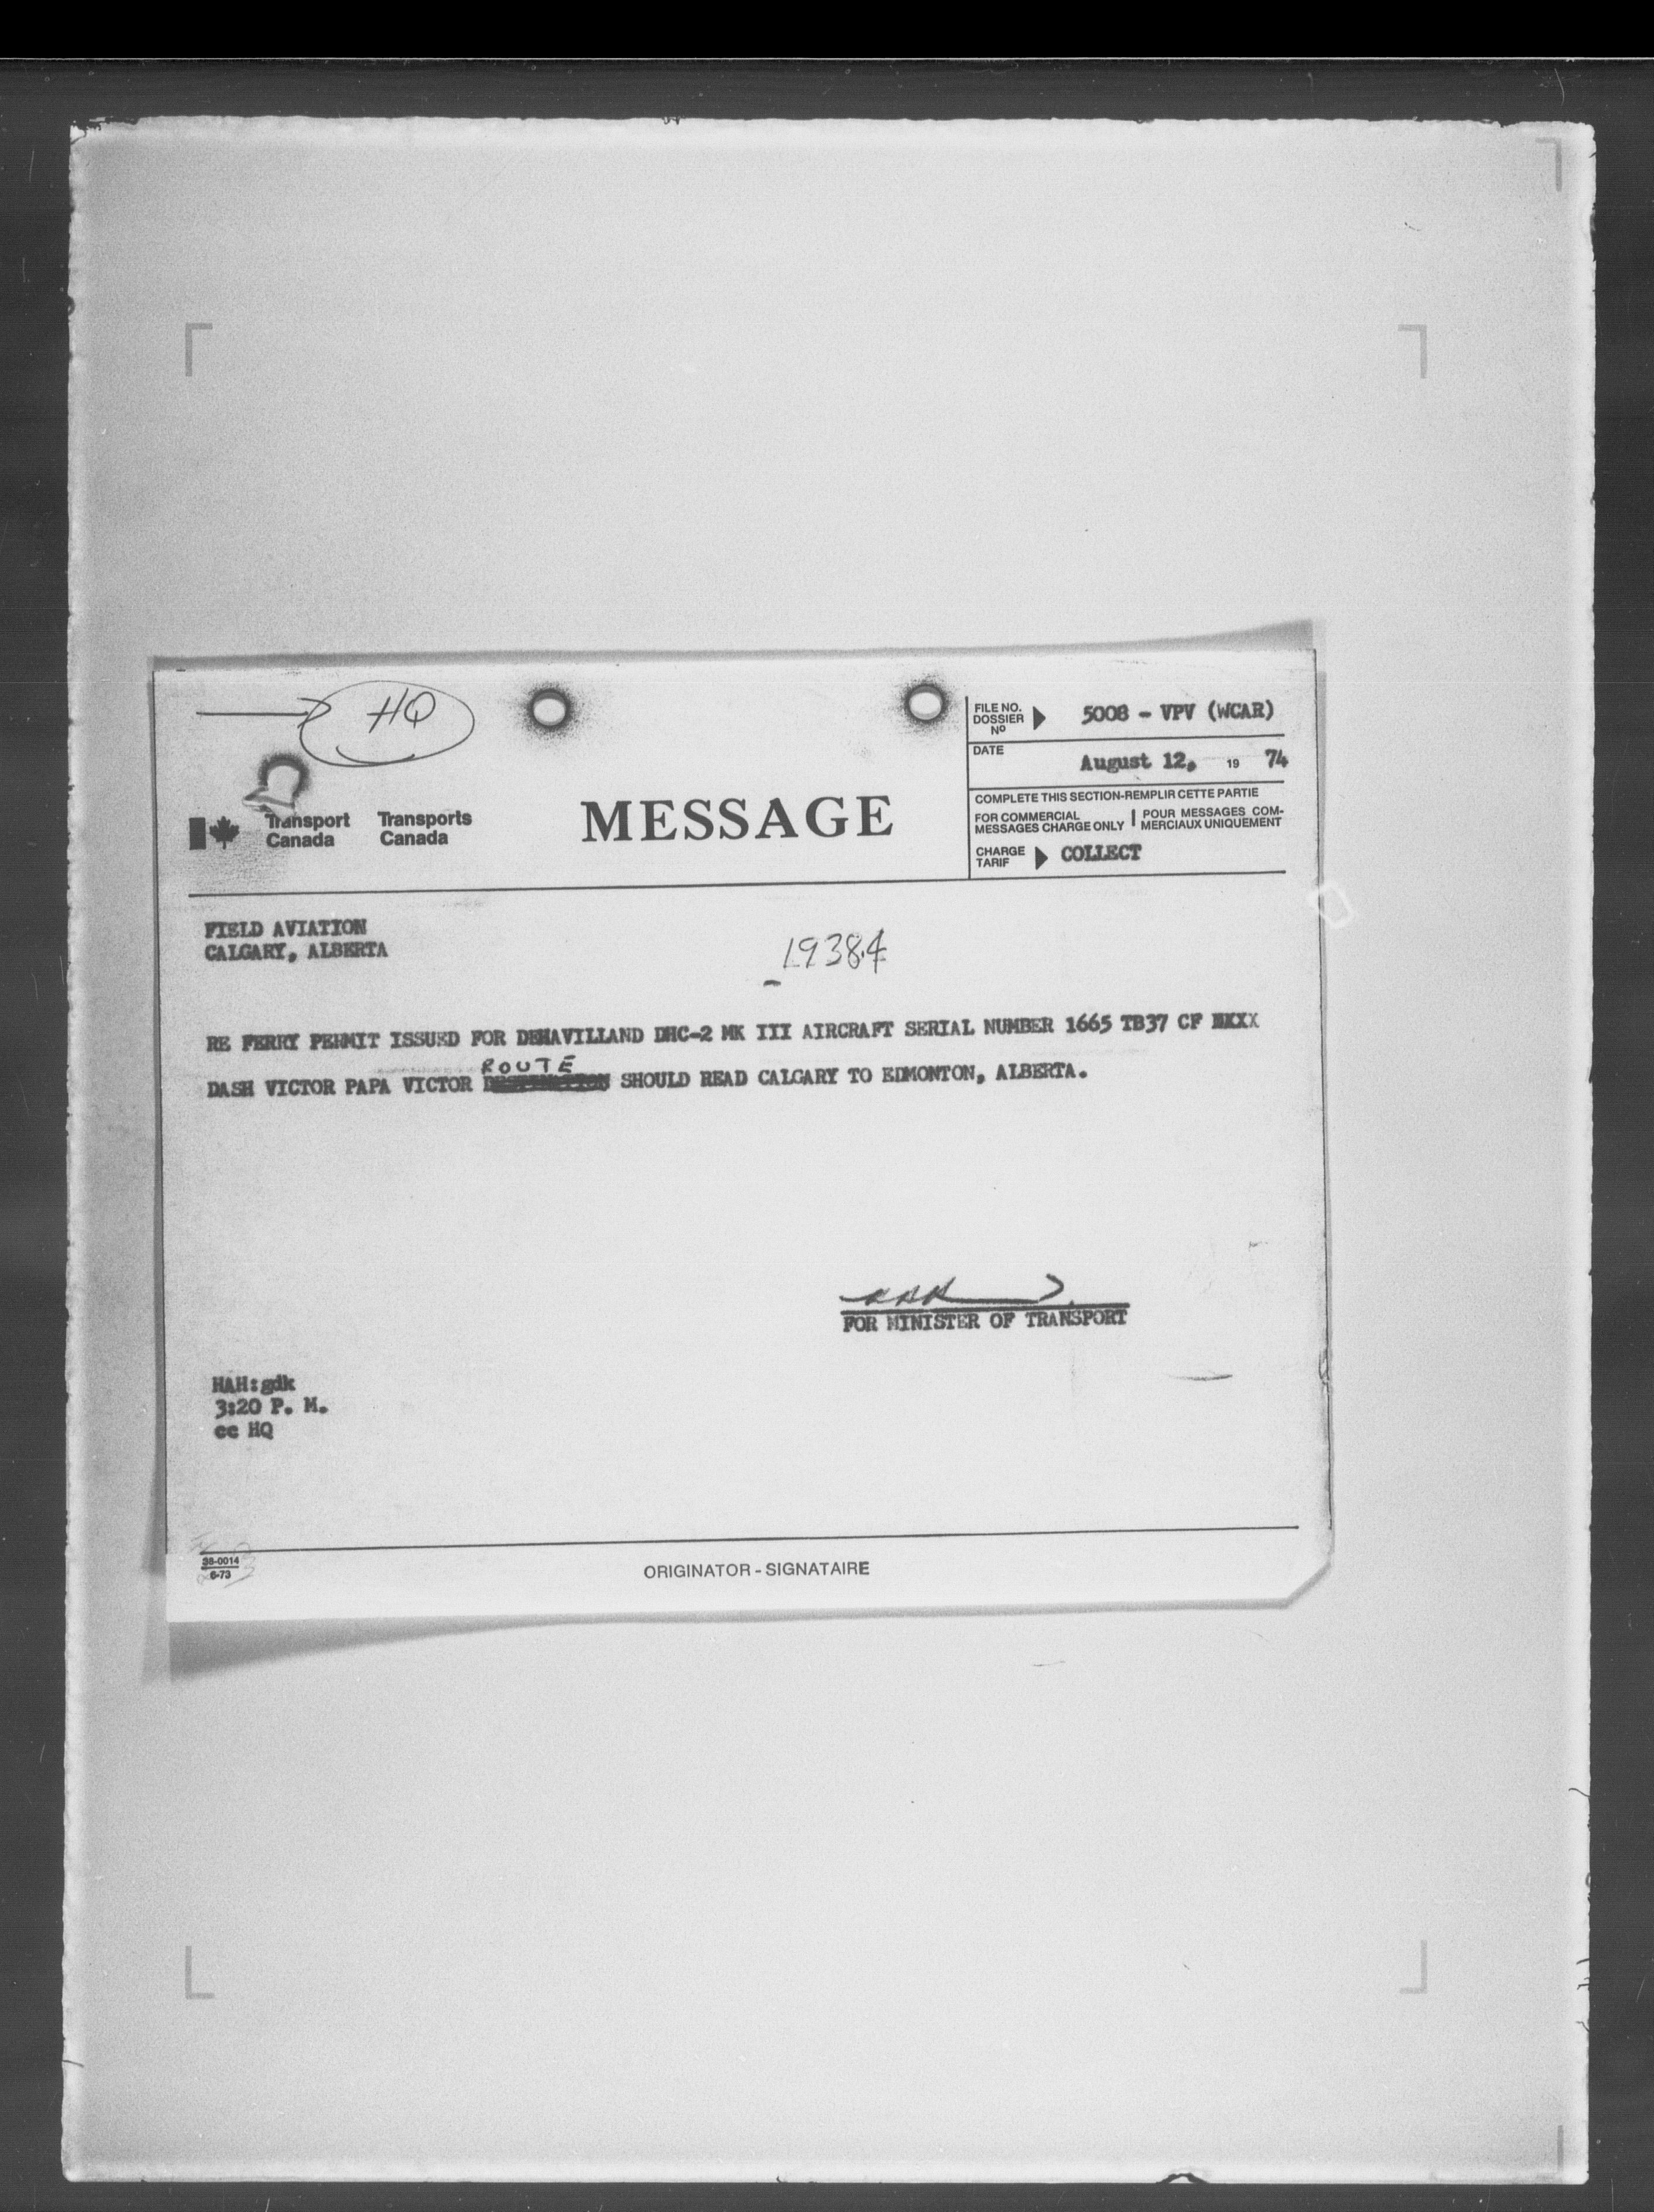 HQ
FILE NO.
DOSSIER
Nº
5008 - VPV (WCAR)
DATE
August 12, 19 74
COMPLETE THIS SECTION-REMPLIR CETTE PARTIE
FOR COMMERCIAL
MESSAGES CHARGE ONLY
POUR MESSAGES COM-
MERCIAUX UNIQUEMENT
CHARGE
TARIF
COLLECT
Transport
Canada
Transports
Canada
MESSAGE
FIELD AVIATION
CALGARY, ALBERTA
19384
RE FERRY PERMIT ISSUED FOR DEHAVILLAND DHC-2 MK III AIRCRAFT SERIAL NUMBER 1665 TB37 CF
ROUTE
DASH VICTOR PAPA VICTOR SHOULD READ CALGARY TO EDMONTON, ALBERTA.
FOR MINISTER OF TRANSPORT
HAH:gdk
3:20 P. M.
cc HQ
38-0014
6-73
ORIGINATOR - SIGNATAIRE